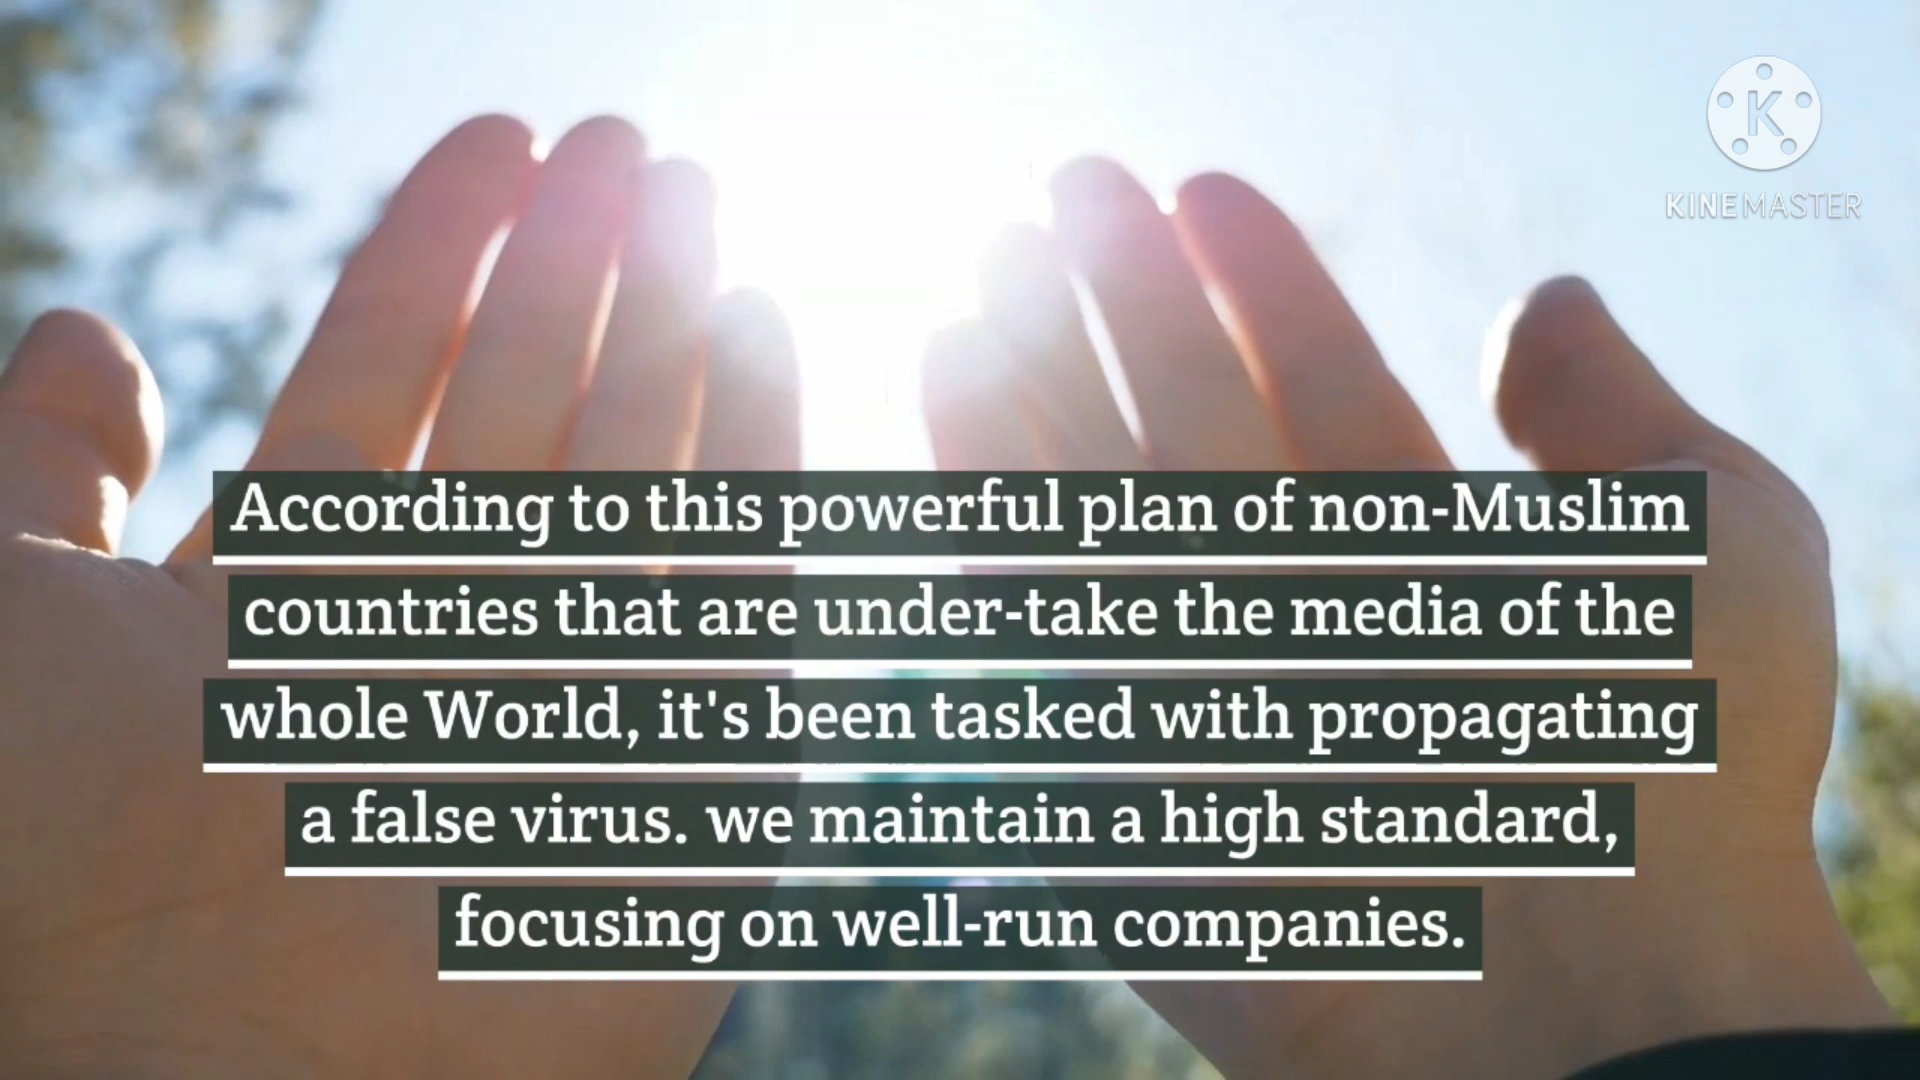 K
KINEMASTER
According to this powerful plan of non-Muslim
countries that are under-take the media of the
whole World, it's been tasked with propagating
a false virus. we maintain a high standard,
focusing on well-run companies.